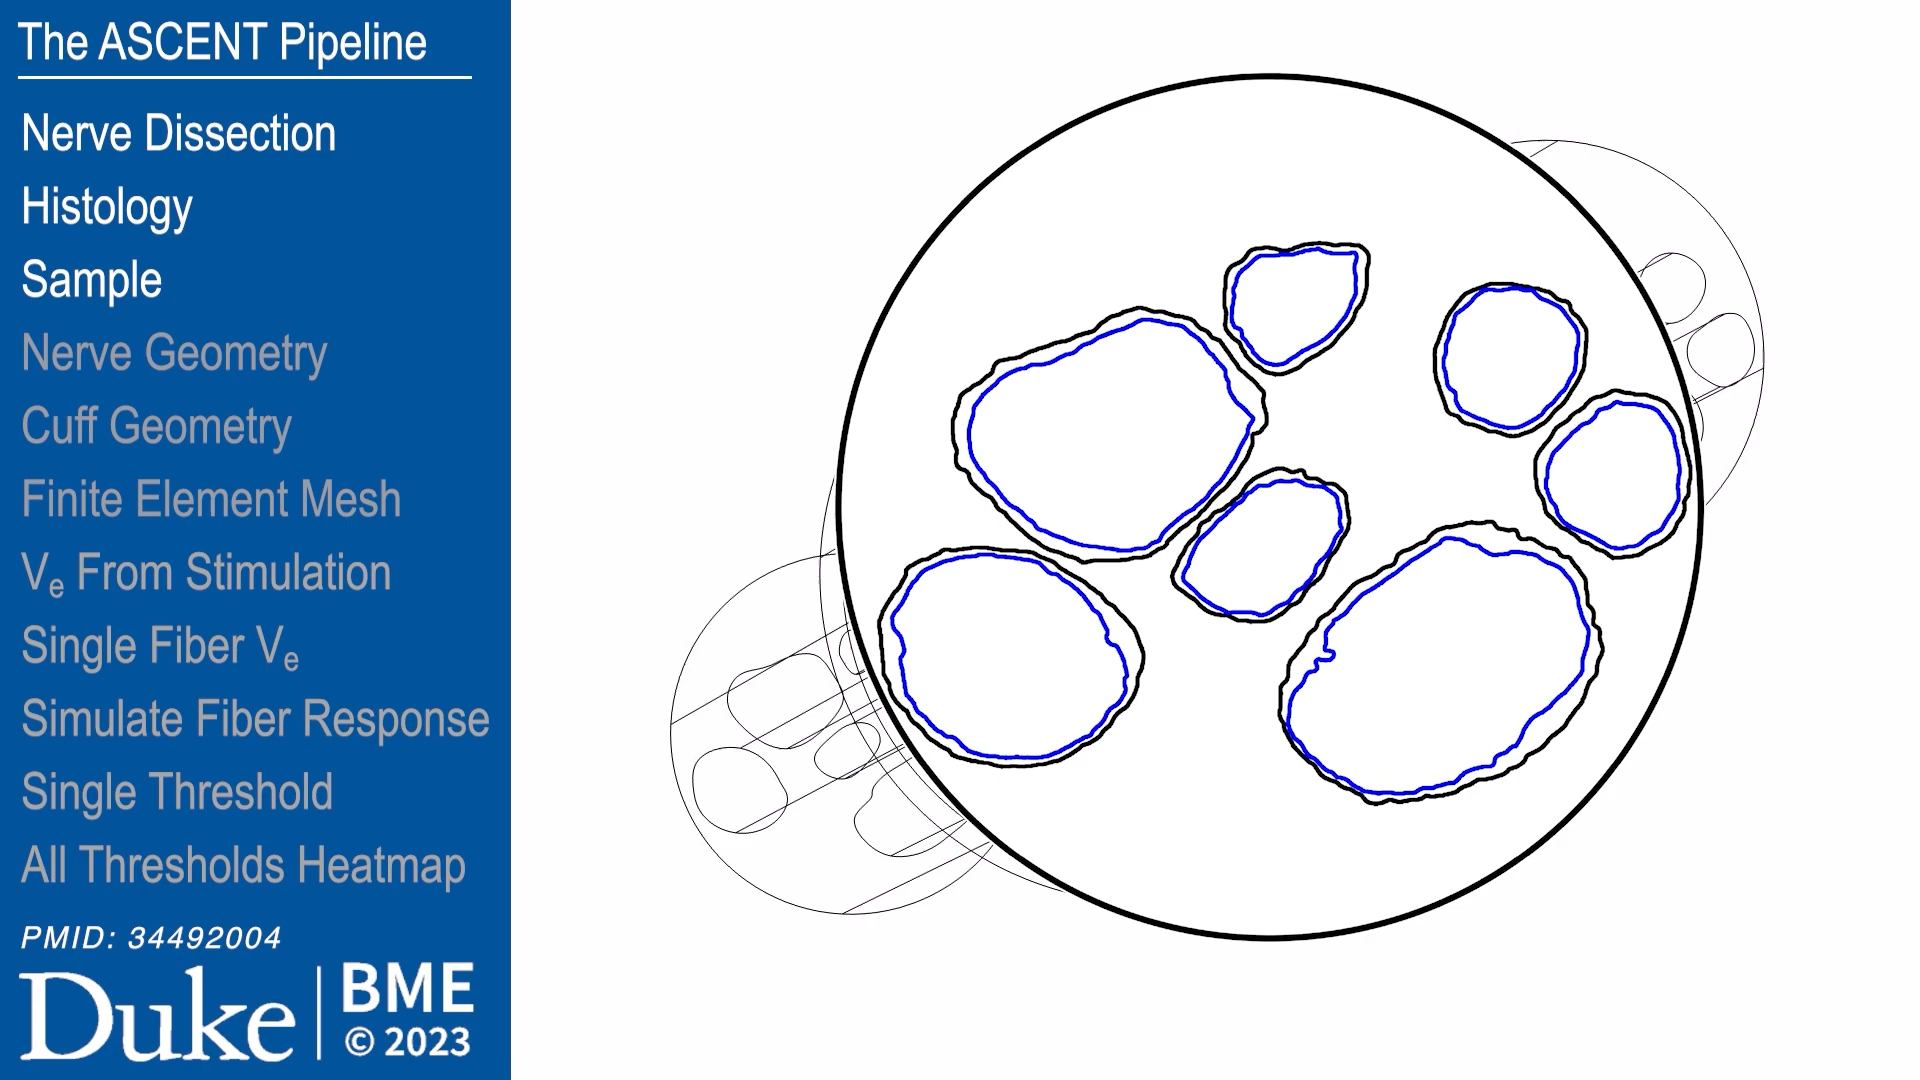 The ASCENT Pipeline
Nerve Dissection
Histology
Sample
Nerve Geometry
Cuff Geometry
Finite Element Mesh
Vₑ From Stimulation
Single Fiber Vₑ
Simulate Fiber Response
Single Threshold
All Thresholds Heatmap
PMID: 34492004
Duke | BME
© 2023